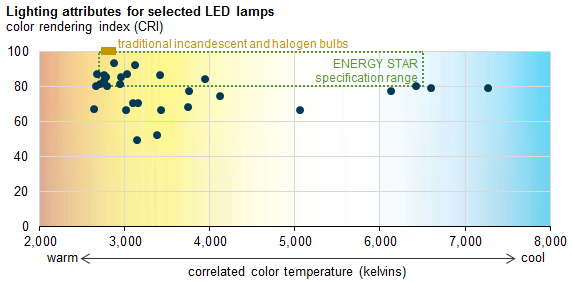 Lighting attributes for selected LED lamps
color rendering index (CRI)
traditional incandescent and halogen bulbs
100
ENERGY STAR
specification range
80
60
40
20
0
2,000 3,000 4,000 5,000 6,000 7,000 8,000
warm cool
correlated color temperature (kelvins)